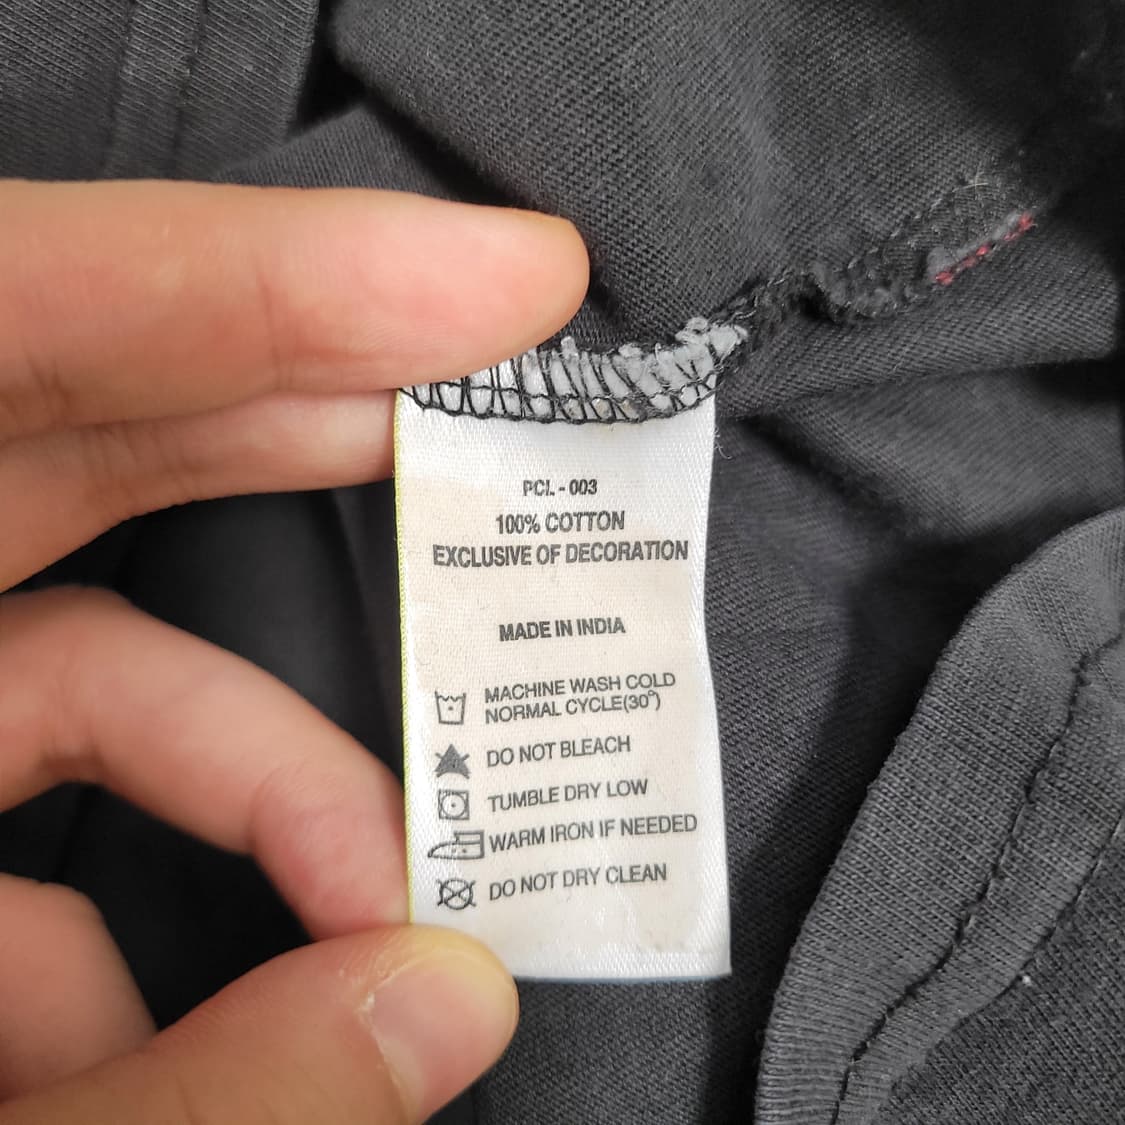 PCL - 003
100% COTTON
EXCLUSIVE OF DECORATION
MADE IN INDIA
MACHINE WASH COLD
NORMAL CYCLE(30°)
DO NOT BLEACH
TUMBLE DRY LOW
WARM IRON IF NEEDED
DO NOT DRY CLEAN